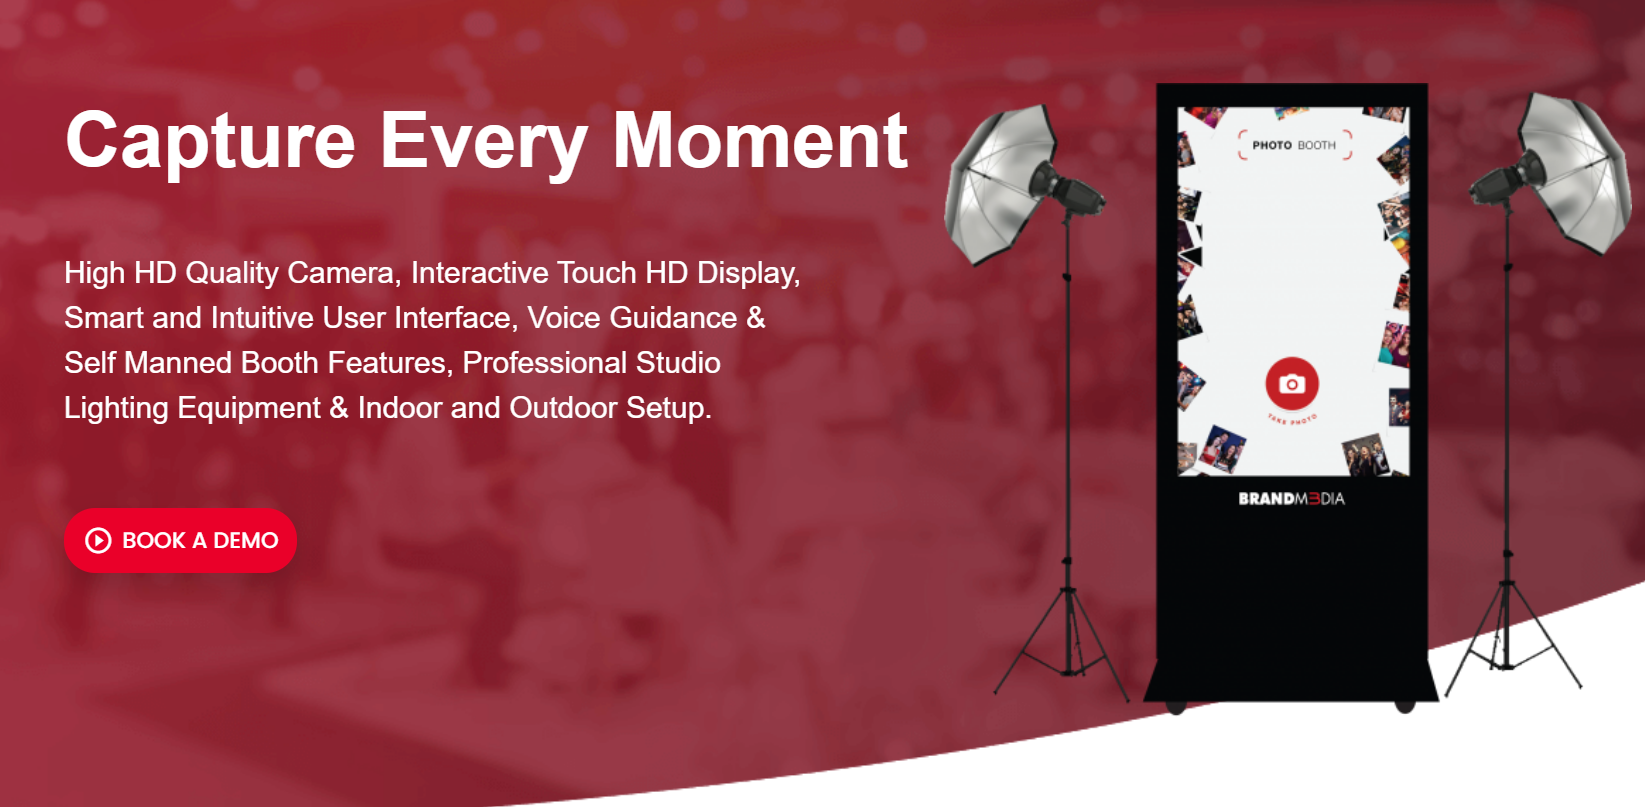 Capture Every Moment
High HD Quality Camera, Interactive Touch HD Display,
Smart and Intuitive User Interface, Voice Guidance &
Self Manned Booth Features, Professional Studio
Lighting Equipment & Indoor and Outdoor Setup.
BOOK A DEMO
PHOTO BOOTH
TAKE PHOTO
BRANDM3DIA